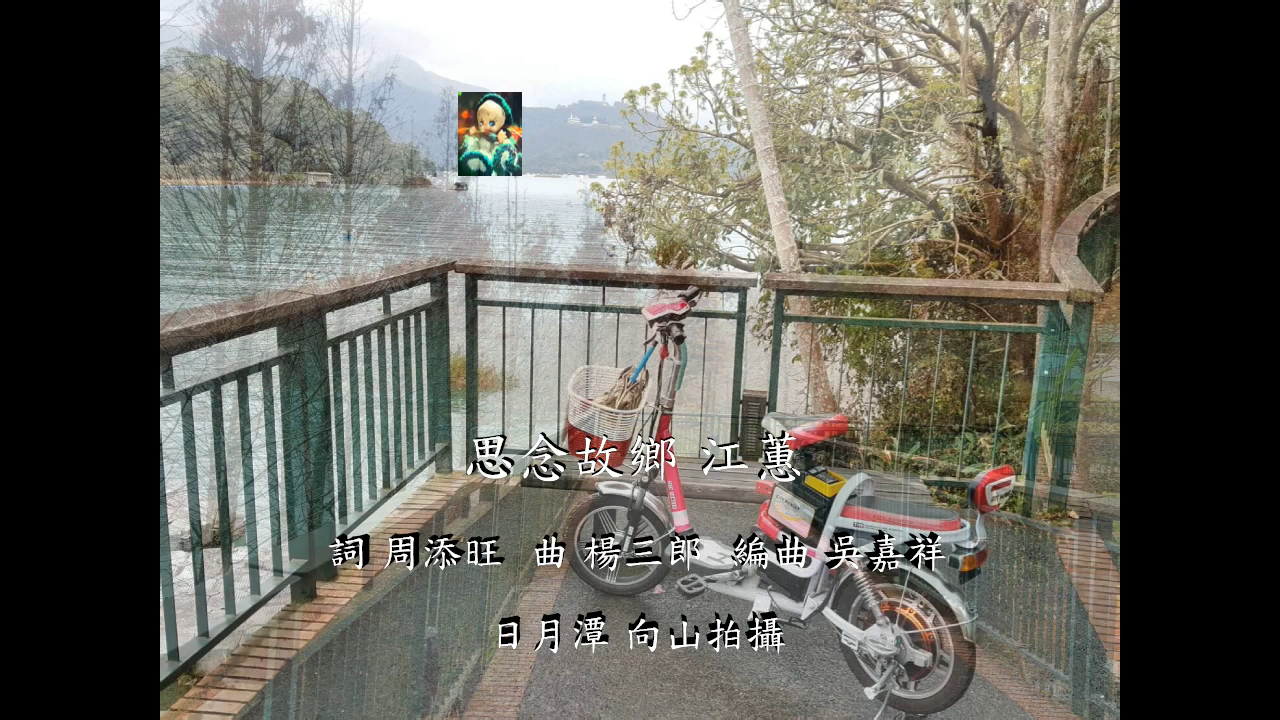 思念故鄉 江蕙
詞 周添旺 曲 楊三郎 編曲 吳嘉祥
日月潭 向山拍攝